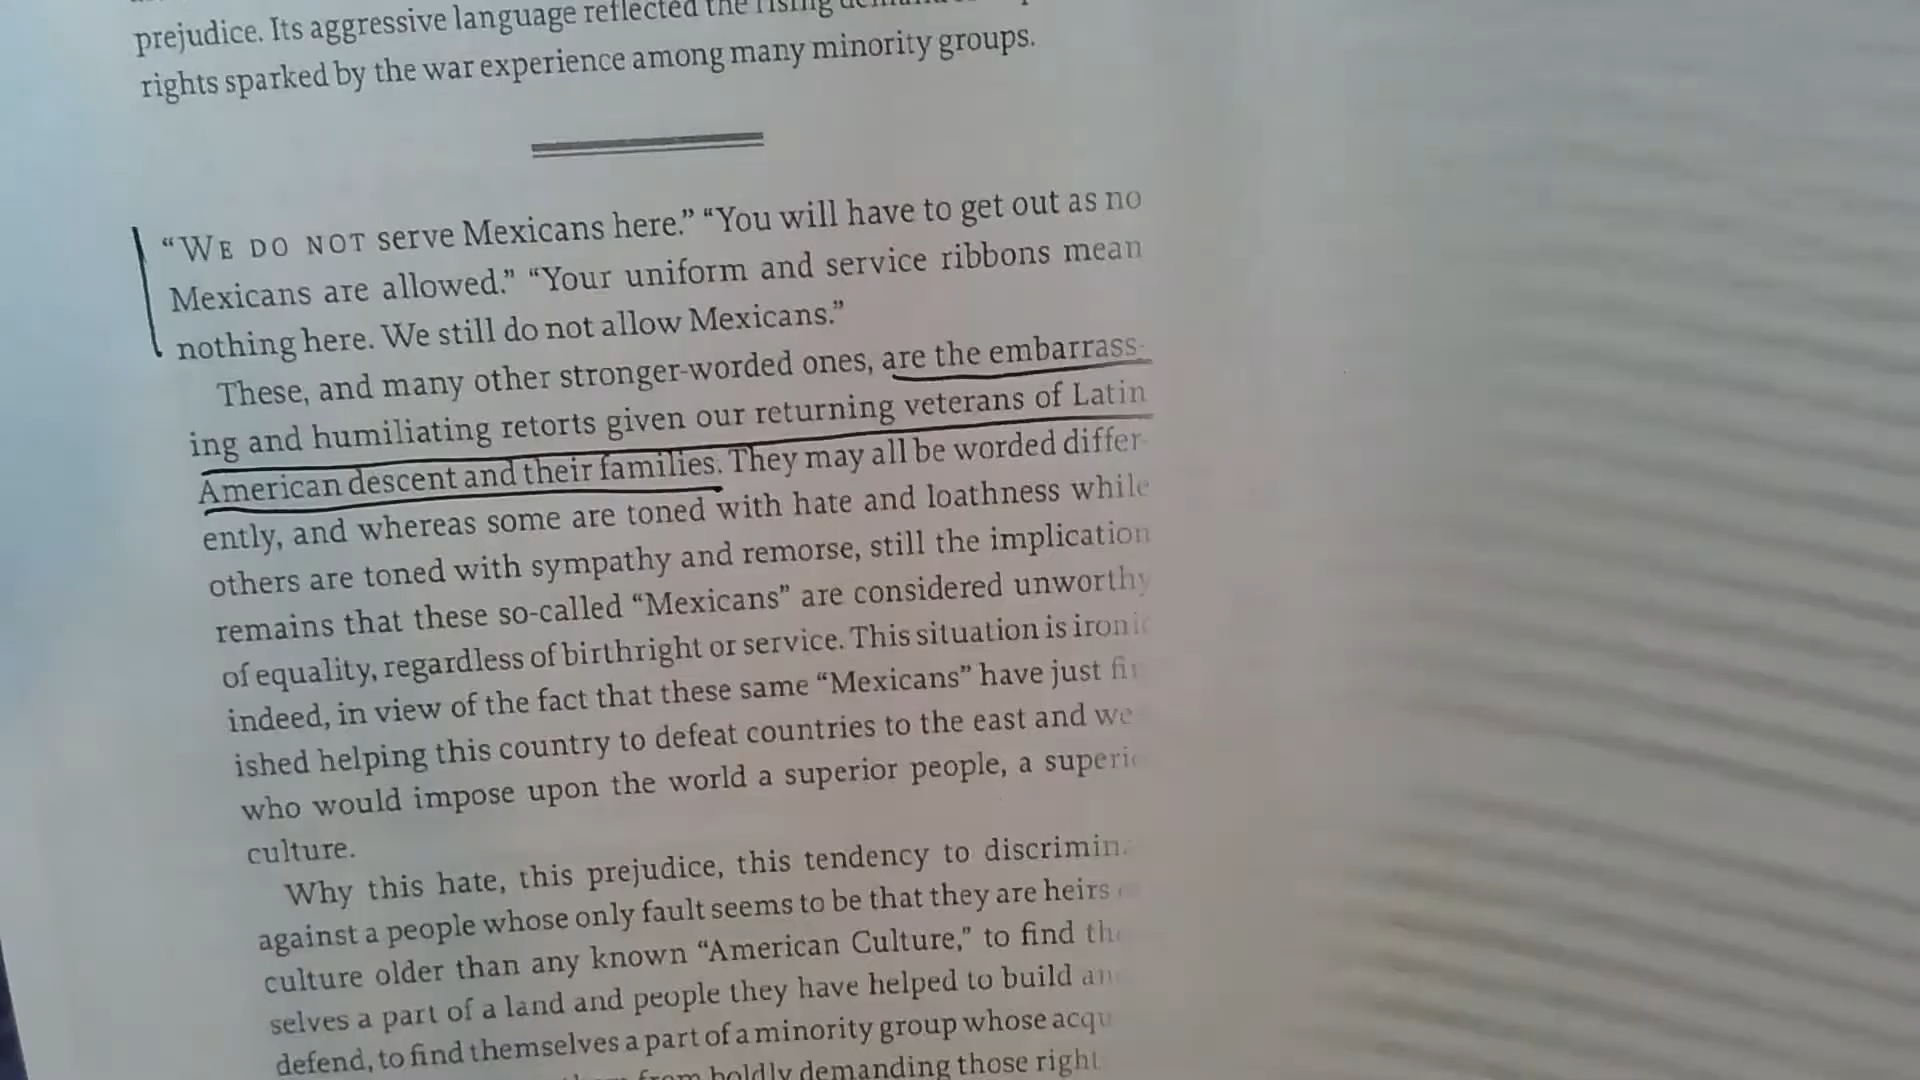 prejudice. Its aggressive language reflected the rising
rights sparked by the war experience among many minority groups.
“WE DO NOT serve Mexicans here.” “You will have to get out as no
Mexicans are allowed.” “Your uniform and service ribbons mean
nothing here. We still do not allow Mexicans.”
These, and many other stronger-worded ones, are the embarrass-
ing and humiliating retorts given our returning veterans of Latin
American descent and their families. They may all be worded differ-
ently, and whereas some are toned with hate and loathness while
others are toned with sympathy and remorse, still the implication
remains that these so-called “Mexicans” are considered unworthy
of equality, regardless of birthright or service. This situation is ironic
indeed, in view of the fact that these same “Mexicans” have just
ished helping this country to defeat countries to the east and
who would impose upon the world a superior people, a
culture.
Why this hate, this prejudice, this tendency to
against a people whose only fault seems to be that they are heirs
culture older than any known “American Culture,” to find
selves a part of a land and people they have helped to build
defend, to find themselves a part of a minority group whose
from boldly demanding those